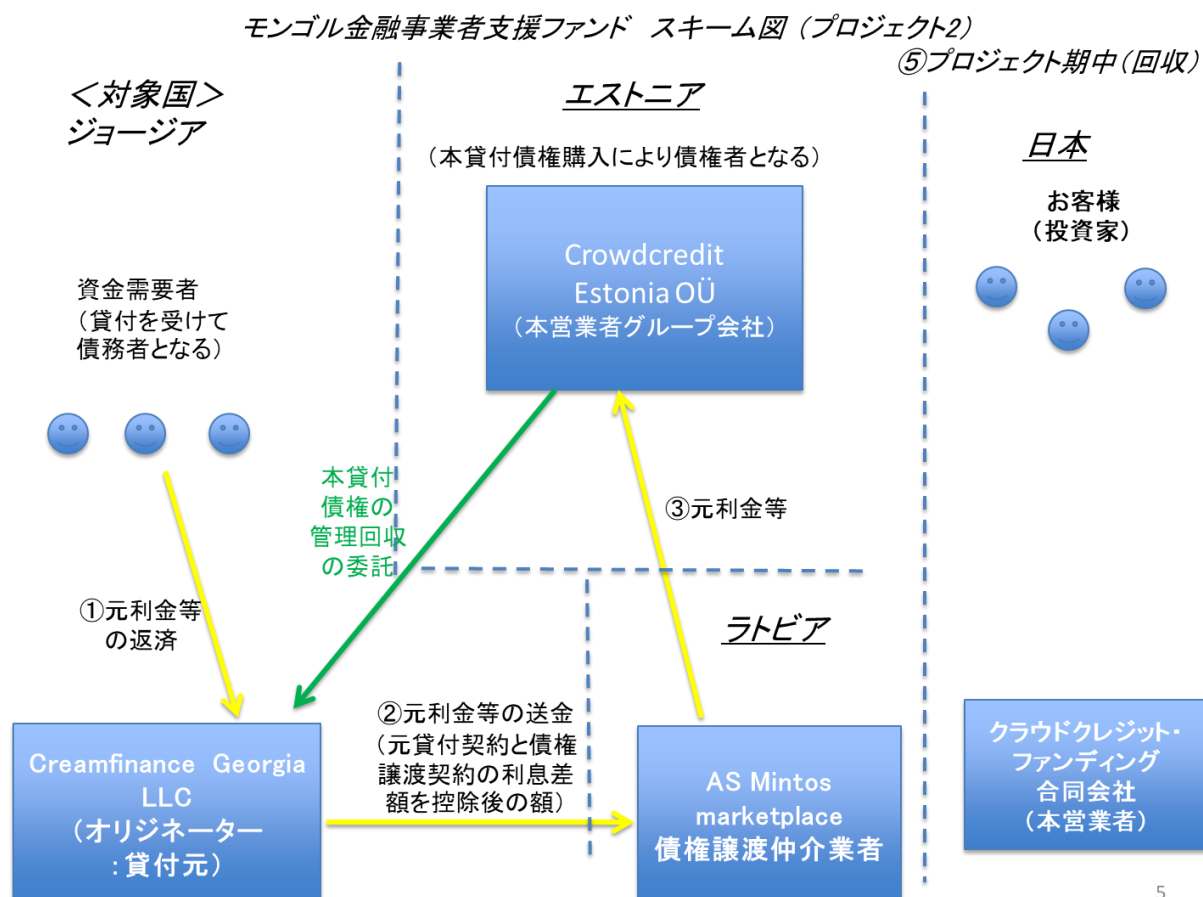 モンゴル金融事業者支援ファンド　スキーム図（プロジェクト2）
⑤プロジェクト期中（回収）
＜対象国＞
ジョージア
エストニア
（本貸付債権購入により債権者となる）
日本
お客様
（投資家）
Crowdcredit
Estonia OÜ
（本営業者グループ会社）
資金需要者
（貸付を受けて
債務者となる）
本貸付
債権の
管理回収
の委託
③元利金等
①元利金等
の返済
ラトビア
②元利金等の送金
（元貸付契約と債権
譲渡契約の利息差
額を控除後の額）
Creamfinance Georgia
LLC
（オリジネーター
：貸付元）
AS Mintos
marketplace
債権譲渡仲介業者
クラウドクレジット・
ファンディング
合同会社
（本営業者）
5